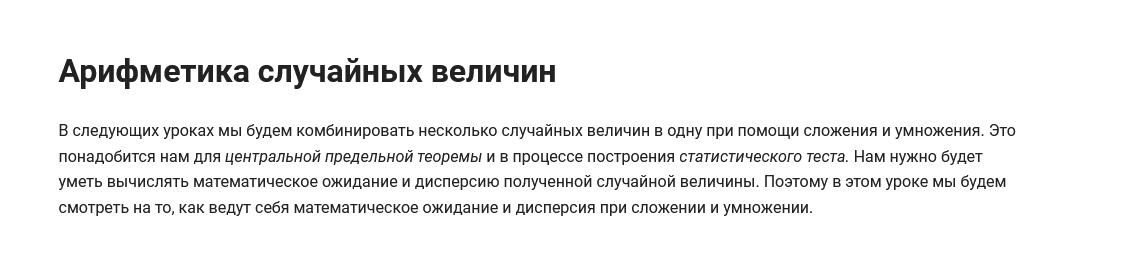 Арифметика случайных величин
В следующих уроках мы будем комбинировать несколько случайных величин в одну при помощи сложения и умножения. Это
понадобится нам для центральной предельной теоремы и в процессе построения статистического теста. Нам нужно будет
уметь вычислять математическое ожидание и дисперсию полученной случайной величины. Поэтому в этом уроке мы будем
смотреть на то, как ведут себя математическое ожидание и дисперсия при сложении и умножении.